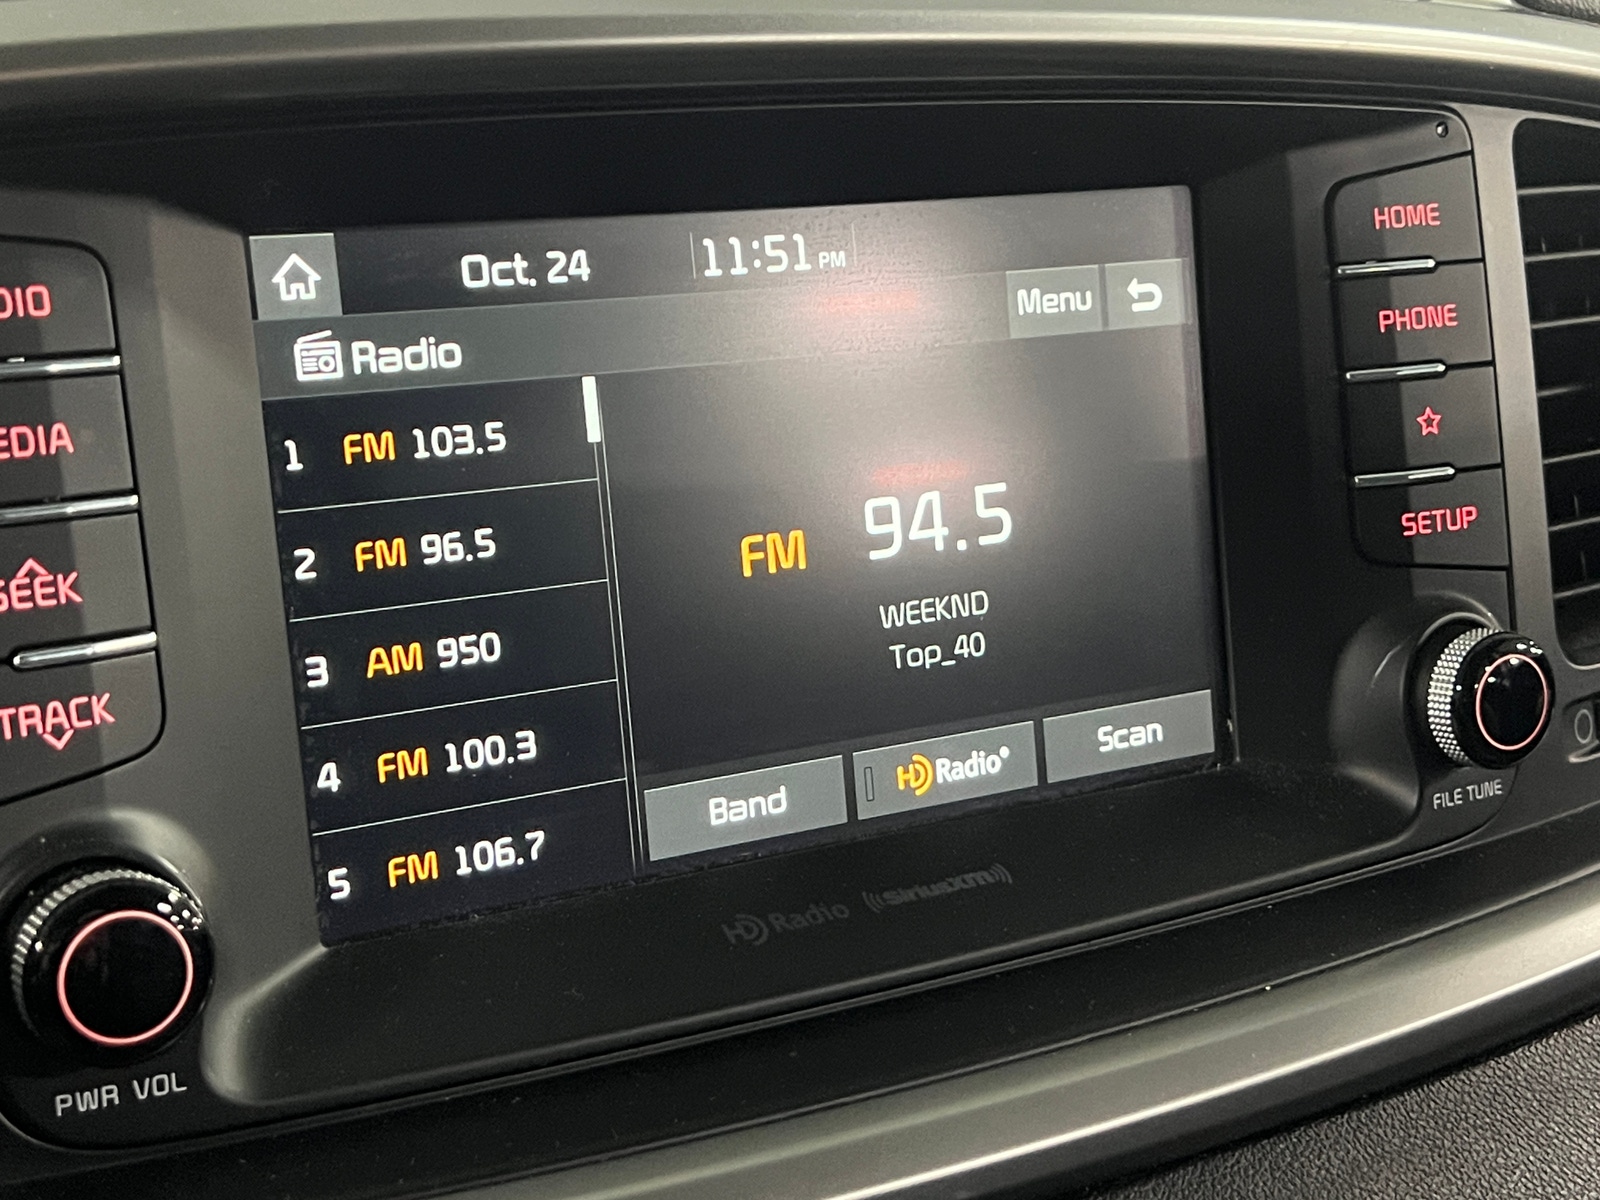 Oct. 24
11:51 PM
Radio
Menu
1 FM 103.5
2 FM 96.5
3 AM 950
4 FM 100.3
5 FM 106.7
FM 94.5
WEEKND
Top_40
Band
HD Radio®
Scan
HD Radio
((SiriusXM))
DIO
EDIA
SEEK
TRACK
PWR VOL
HOME
PHONE
SETUP
FILE TUNE